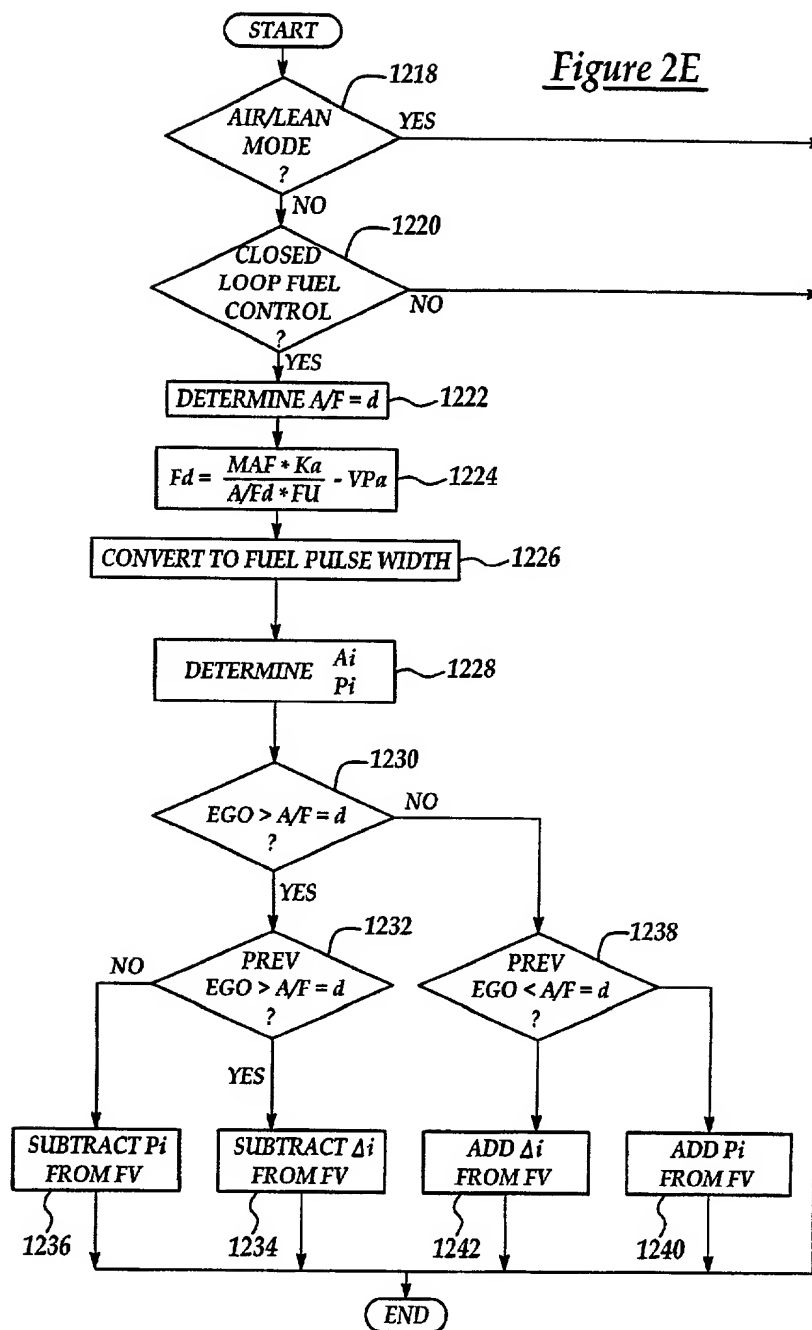 START
Figure 2E
1218
AIR/LEAN
MODE
?
YES
NO
1220
CLOSED
LOOP FUEL
CONTROL
?
NO
YES
DETERMINE A/F = d
1222
Fd = MAF * Ka / A/Fd * FU - VPa
1224
CONVERT TO FUEL PULSE WIDTH
1226
DETERMINE Ai
Pi
1228
1230
EGO > A/F = d
?
NO
YES
1232
PREV
EGO > A/F = d
?
NO
YES
1238
PREV
EGO < A/F = d
?
SUBTRACT Pi
FROM FV
1236
SUBTRACT Δi
FROM FV
1234
ADD Δi
FROM FV
1242
ADD Pi
FROM FV
1240
END